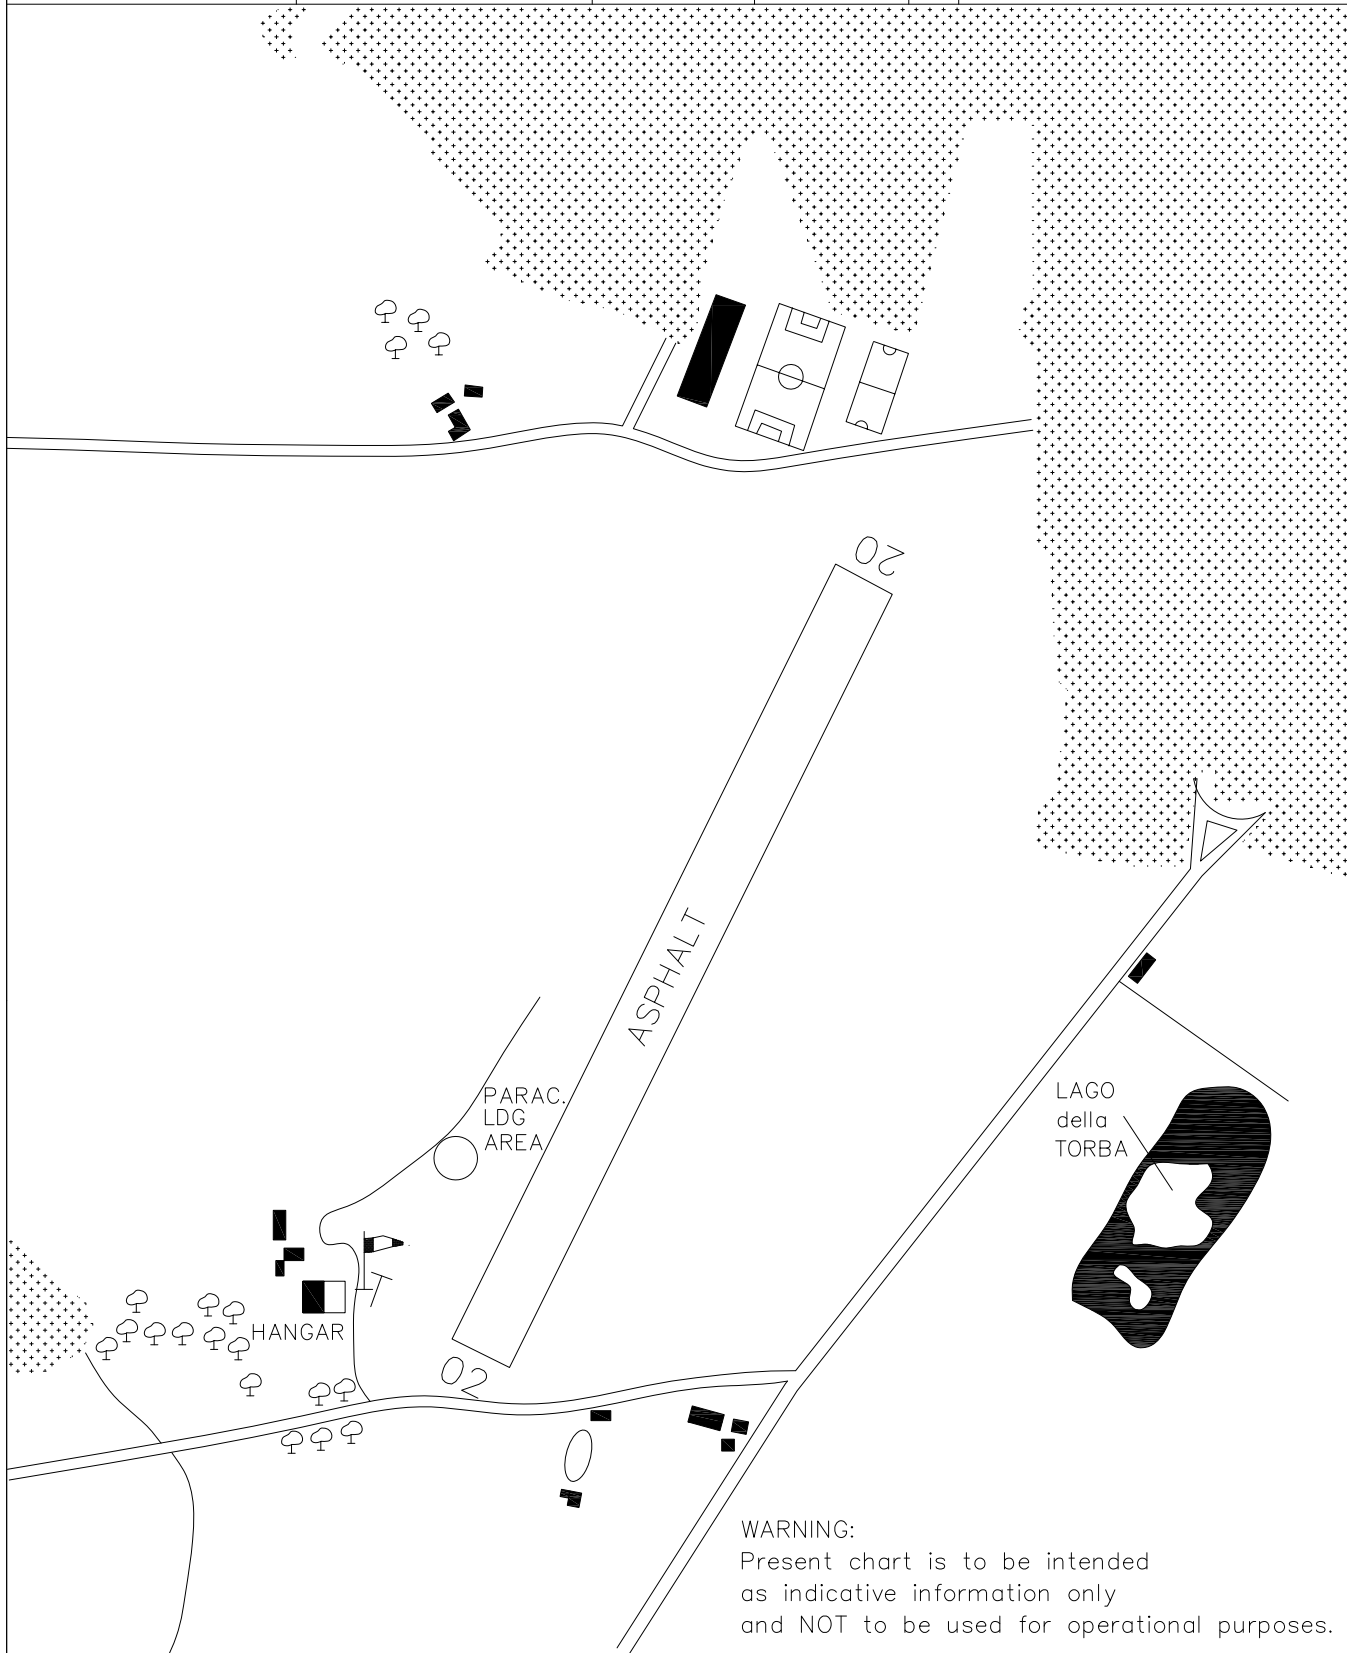 20
ASPHALT
PARAC.
LDG
AREA
LAGO
della
TORBA
HANGAR
02
WARNING:
Present chart is to be intended
as indicative information only
and NOT to be used for operational purposes.